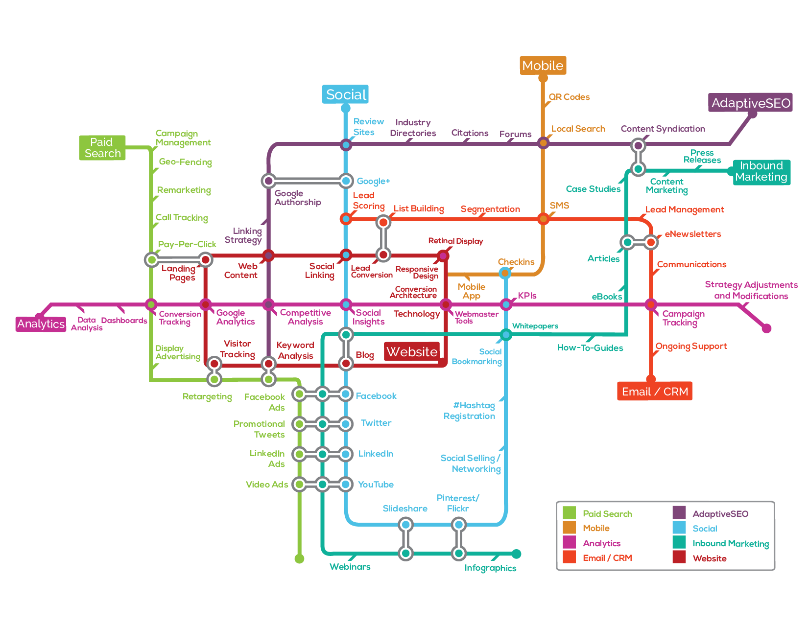 Mobile
Social
AdaptiveSEO
QR Codes
Review
Sites
Industry
Directories
Citations
Forums
Local Search
Content Syndication
Paid
Search
Campaign
Management
Geo-Fencing
Press
Releases
Inbound
Marketing
Remarketing
Google+
Google
Authorship
Case Studies
Content
Marketing
Lead
Scoring
List Building
Segmentation
SMS
Lead Management
Call Tracking
Linking
Strategy
eNewsletters
Pay-Per-Click
Retinal Display
Landing
Pages
Web
Content
Social
Linking
Lead
Conversion
Responsive
Design
CheckIns
Articles
Communications
Mobile
App
Conversion
Architecture
KPIs
eBooks
Strategy Adjustments
and Modifications
Analytics
Data
Analysis
Dashboards
Conversion
Tracking
Google
Analytics
Competitive
Analysis
Social
Insights
Technology
Webmaster
Tools
Campaign
Tracking
Whitepapers
Display
Advertising
Visitor
Tracking
Keyword
Analysis
Blog
Website
Social
Bookmarking
How-To-Guides
Ongoing Support
Email / CRM
Retargeting
Facebook
Ads
Facebook
#Hashtag
Registration
Promotional
Tweets
Twitter
LinkedIn
Ads
LinkedIn
Social Selling /
Networking
Video Ads
YouTube
Slideshare
PInterest/
Flickr
Webinars
Infographics
Paid Search
AdaptiveSEO
Mobile
Social
Analytics
Inbound Marketing
Email / CRM
Website